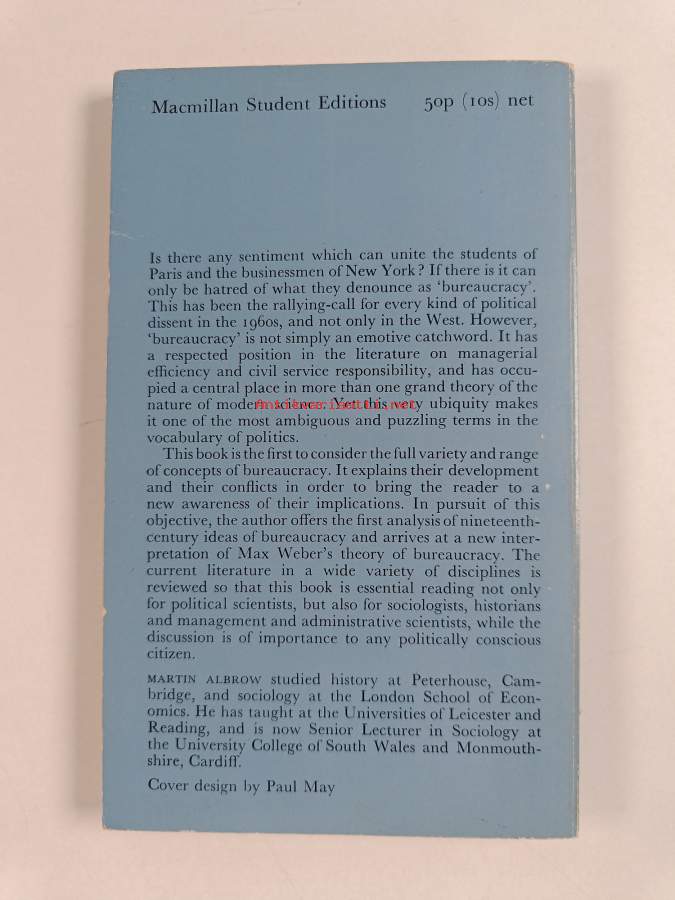 Macmillan Student Editions 50p (10s) net
Is there any sentiment which can unite the students of
Paris and the businessmen of New York? If there is it can
only be hatred of what they denounce as 'bureaucracy'.
This has been the rallying-call for every kind of political
dissent in the 1960s, and not only in the West. However,
'bureaucracy' is not simply an emotive catchword. It has
a respected position in the literature on managerial
efficiency and civil service responsibility, and has occu-
pied a central place in more than one grand theory of the
nature of modern science. Yet this very ubiquity makes
Antikvariaatti.net
it one of the most ambiguous and puzzling terms in the
vocabulary of politics.
This book is the first to consider the full variety and range
of concepts of bureaucracy. It explains their development
and their conflicts in order to bring the reader to a
new awareness of their implications. In pursuit of this
objective, the author offers the first analysis of nineteenth-
century ideas of bureaucracy and arrives at a new inter-
pretation of Max Weber's theory of bureaucracy. The
current literature in a wide variety of disciplines is
reviewed so that this book is essential reading not only
for political scientists, but also for sociologists, historians
and management and administrative scientists, while the
discussion is of importance to any politically conscious
citizen.
MARTIN ALBROW studied history at Peterhouse, Cam-
bridge, and sociology at the London School of Econ-
omics. He has taught at the Universities of Leicester and
Reading, and is now Senior Lecturer in Sociology at
the University College of South Wales and Monmouth-
shire, Cardiff.
Cover design by Paul May